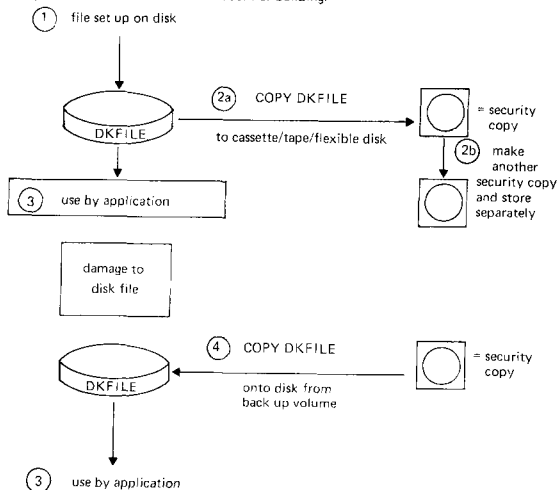 building.
1 file set up on disk
2a COPY DKFILE
DKFILE
to cassette/tape/flexible disk
= security
copy
2b make
another
security copy
and store
separately
3 use by application
damage to
disk file
4 COPY DKFILE
DKFILE
onto disk from
back up volume
= security
copy
3 use by application